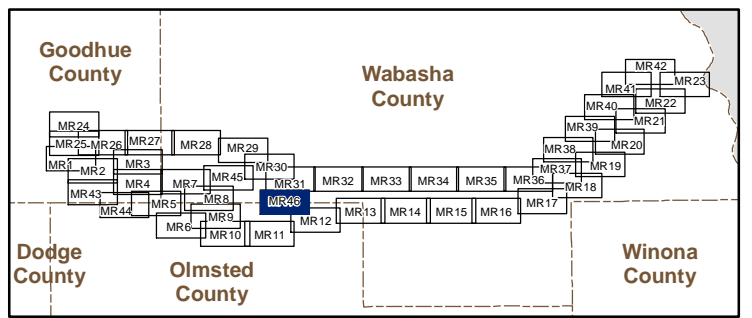 Goodhue
County
Wabasha
County
MR42
MR41
MR23
MR22
MR40
MR21
MR39
MR20
MR38
MR19
MR37
MR18
MR24
MR25
MR26
MR27
MR28
MR29
MR1
MR2
MR3
MR30
MR45
MR43
MR4
MR7
MR31
MR32
MR33
MR34
MR35
MR36
MR44
MR5
MR8
MR46
MR17
MR6
MR9
MR12
MR13
MR14
MR15
MR16
MR10
MR11
Dodge
County
Olmsted
County
Winona
County